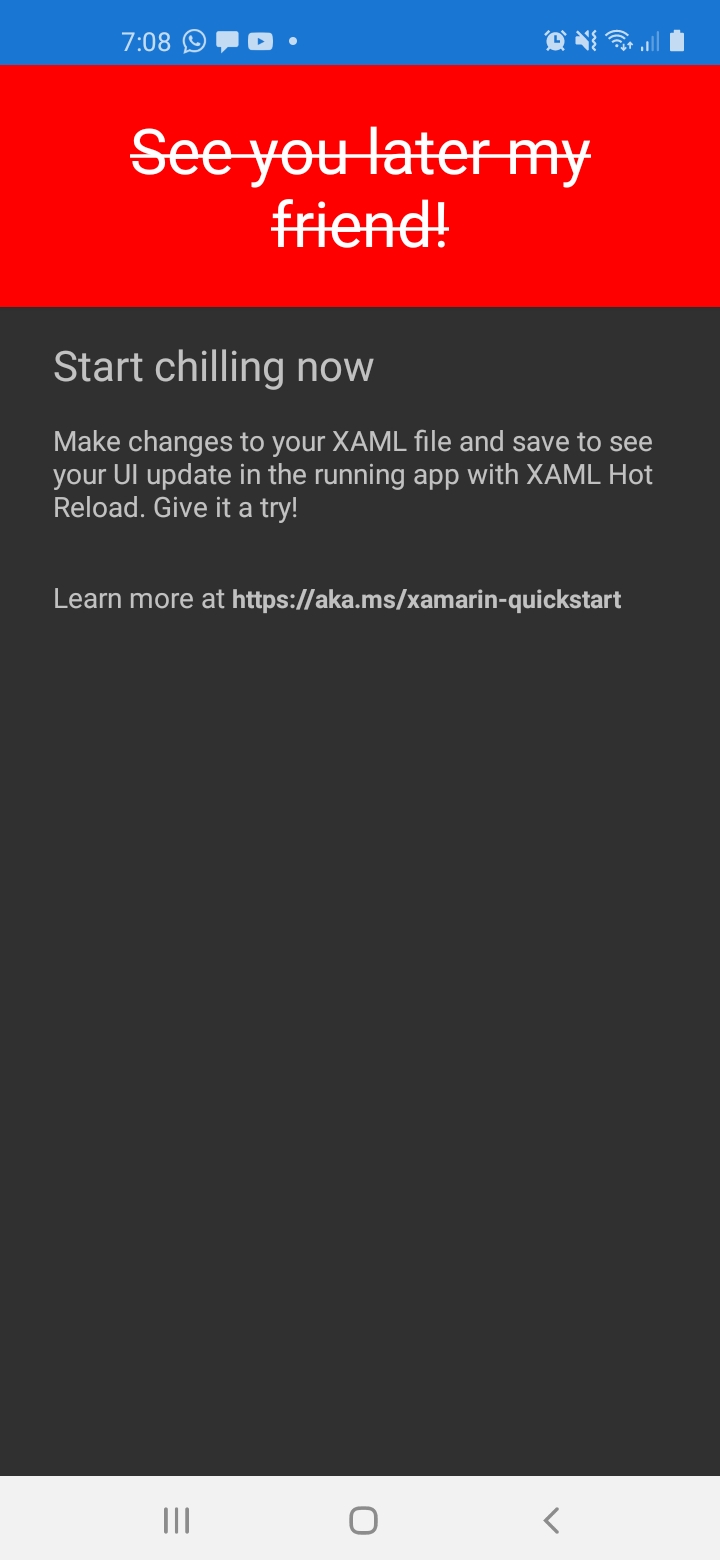 7:08
See you later my
friend!
Start chilling now
Make changes to your XAML file and save to see
your UI update in the running app with XAML Hot
Reload. Give it a try!
Learn more at https://aka.ms/xamarin-quickstart